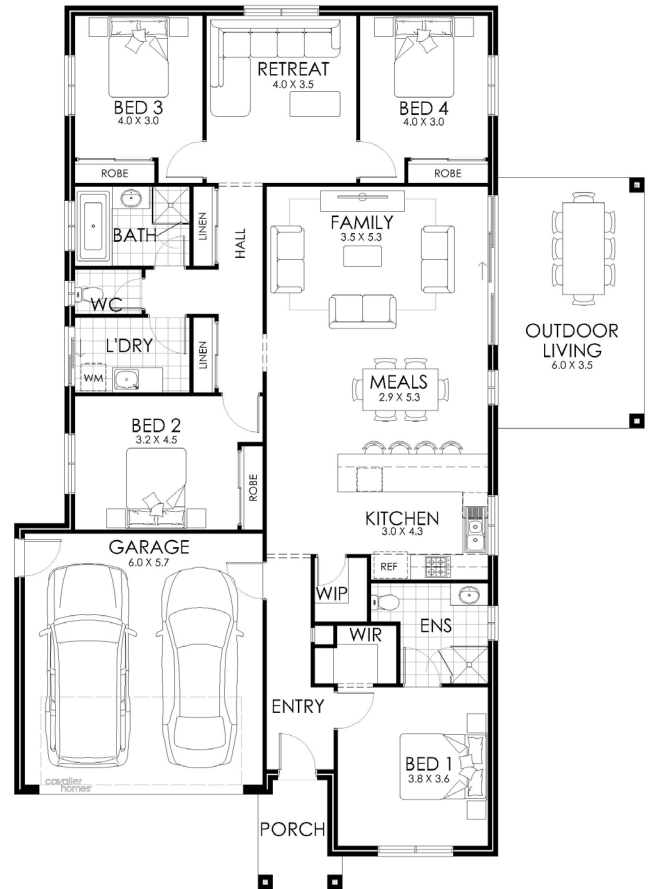 RETREAT
4.0 X 3.5
BED 3
4.0 X 3.0
BED 4
4.0 X 3.0
ROBE
ROBE
BATH
LINEN
HALL
FAMILY
3.5 X 5.3
WC
L'DRY
WM
LINEN
OUTDOOR
LIVING
6.0 X 3.5
MEALS
2.9 X 5.3
BED 2
3.2 X 4.5
ROBE
KITCHEN
3.0 X 4.3
REF
GARAGE
6.0 X 5.7
WIP
ENS
WIR
ENTRY
BED 1
3.8 X 3.6
cavalier
homes
PORCH